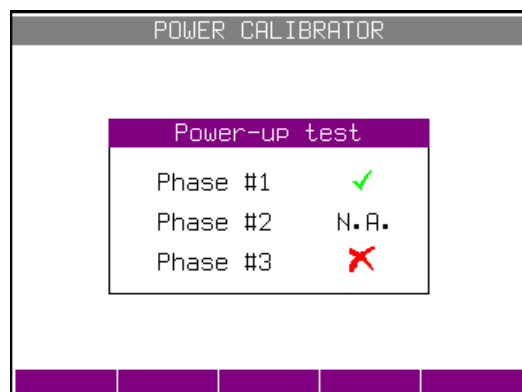 POWER CALIBRATOR
Power-up test
Phase #1
Phase #2 N.A.
Phase #3